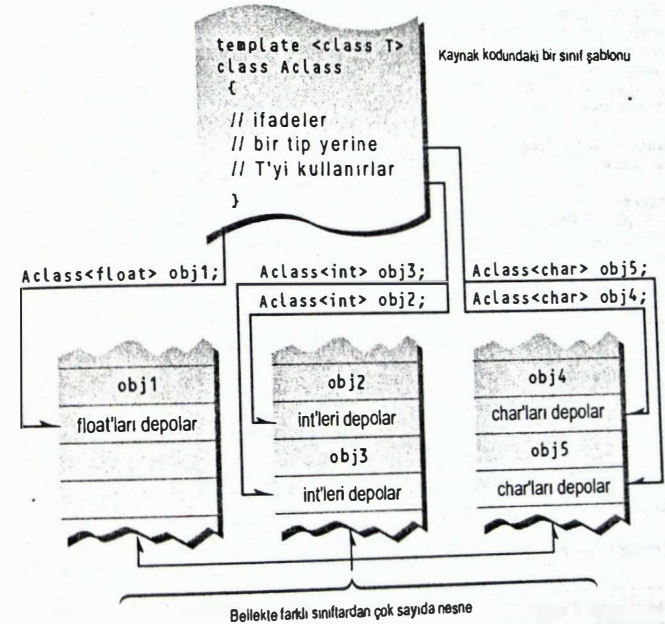 template <class T>
class Aclass
{
// ifadeler
// bir tip yerine
// T'yi kullanırlar
}
Kaynak kodundaki bir sınıf şablonu
Aclass<float> obj1;
Aclass<int> obj3;
Aclass<int> obj2;
Aclass<char> obj5;
Aclass<char> obj4;
obj1
float'ları depolar
obj2
int'leri depolar
obj3
int'leri depolar
obj4
char'ları depolar
obj5
char'ları depolar
Bellekte farklı sınıflardan çok sayıda nesne